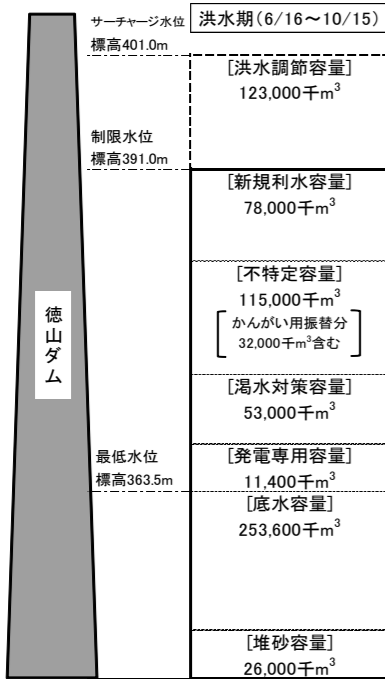 サーチャージ水位
標高401.0m
洪水期(6/16～10/15)
[洪水調節容量]
123,000千m³
制限水位
標高391.0m
[新規利水容量]
78,000千m³
[不特定容量]
115,000千m³
かんがい用振替分
32,000千m³含む
徳山ダム
[渇水対策容量]
53,000千m³
最低水位
標高363.5m
[発電専用容量]
11,400千m³
[底水容量]
253,600千m³
[堆砂容量]
26,000千m³